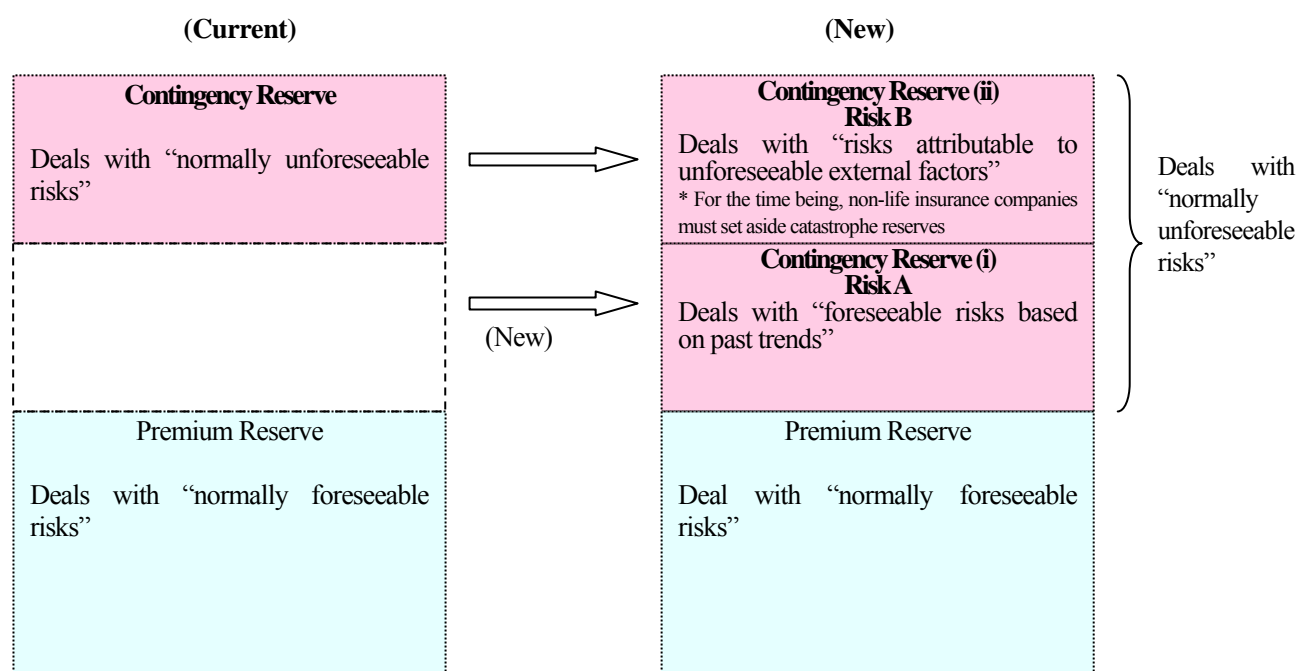 (Current)
(New)
Contingency Reserve
Deals with “normally unforeseeable
risks”
Contingency Reserve (ii)
Risk B
Deals with “risks attributable to
unforeseeable external factors”
* For the time being, non-life insurance companies
must set aside catastrophe reserves
Deals with
“normally
unforeseeable
risks”
(New)
Contingency Reserve (i)
Risk A
Deals with “foreseeable risks based
on past trends”
Premium Reserve
Deals with “normally foreseeable
risks”
Premium Reserve
Deal with “normally foreseeable
risks”